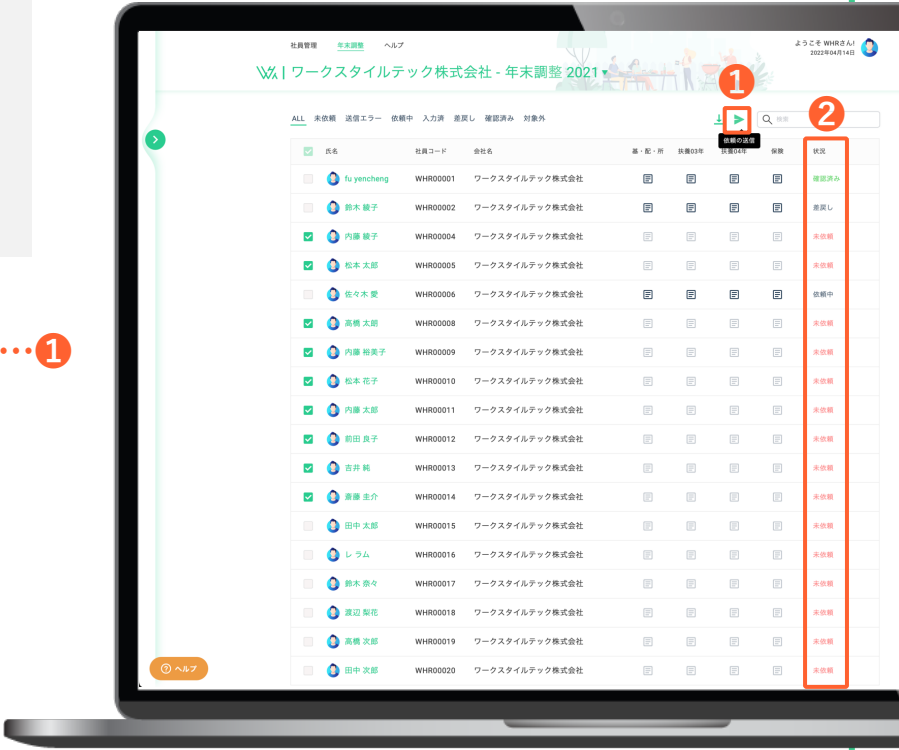 社員管理 年末調整 ヘルプ
ようこそ WHRさん!
2022年04月14日
ワークスタイルテック株式会社 - 年末調整 2021
1
2
ALL 未依頼 送信エラー 依頼中 入力済 差戻し 確認済み 対象外
検索
依頼の送信
氏名 社員コード 会社名 基・配・所 扶養03年 扶養04年 保険 状況
fu yencheng WHR00001 ワークスタイルテック株式会社 確認済み
鈴木 綾子 WHR00002 ワークスタイルテック株式会社 差戻し
内藤 綾子 WHR00004 ワークスタイルテック株式会社 未依頼
松本 太郎 WHR00005 ワークスタイルテック株式会社 未依頼
佐々木 愛 WHR00006 ワークスタイルテック株式会社 依頼中
高橋 太朗 WHR00008 ワークスタイルテック株式会社 未依頼
1
内藤 裕美子 WHR00009 ワークスタイルテック株式会社 未依頼
松本 花子 WHR00010 ワークスタイルテック株式会社 未依頼
内藤 太郎 WHR00011 ワークスタイルテック株式会社 未依頼
前田 良子 WHR00012 ワークスタイルテック株式会社 未依頼
吉井 純 WHR00013 ワークスタイルテック株式会社 未依頼
斎藤 圭介 WHR00014 ワークスタイルテック株式会社 未依頼
田中 太郎 WHR00015 ワークスタイルテック株式会社 未依頼
レ ラム WHR00016 ワークスタイルテック株式会社 未依頼
鈴木 奈々 WHR00017 ワークスタイルテック株式会社 未依頼
渡辺 梨花 WHR00018 ワークスタイルテック株式会社 未依頼
高橋 次郎 WHR00019 ワークスタイルテック株式会社 未依頼
田中 次郎 WHR00020 ワークスタイルテック株式会社 未依頼
ヘルプ